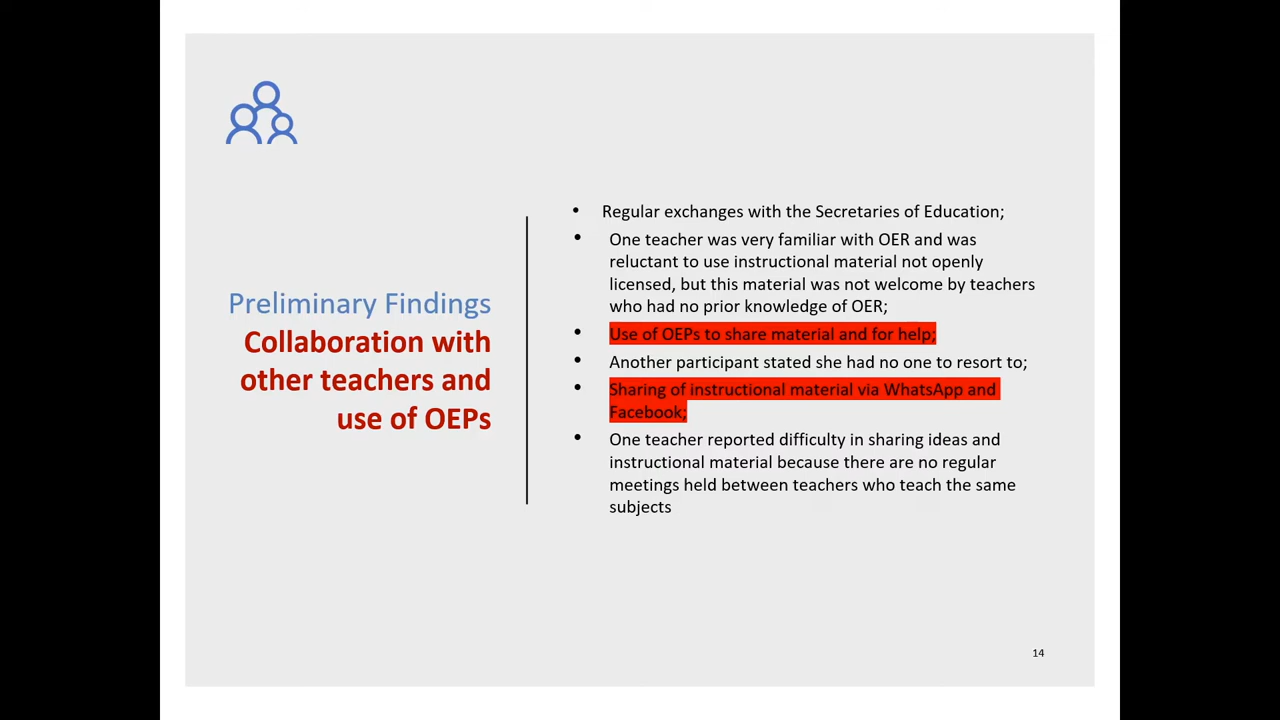 Preliminary Findings
Collaboration with
other teachers and
use of OEPs
• Regular exchanges with the Secretaries of Education;
• One teacher was very familiar with OER and was
reluctant to use instructional material not openly
licensed, but this material was not welcome by teachers
who had no prior knowledge of OER;
• Use of OEPs to share material and for help;
• Another participant stated she had no one to resort to;
• Sharing of instructional material via WhatsApp and
Facebook;
• One teacher reported difficulty in sharing ideas and
instructional material because there are no regular
meetings held between teachers who teach the same
subjects
14